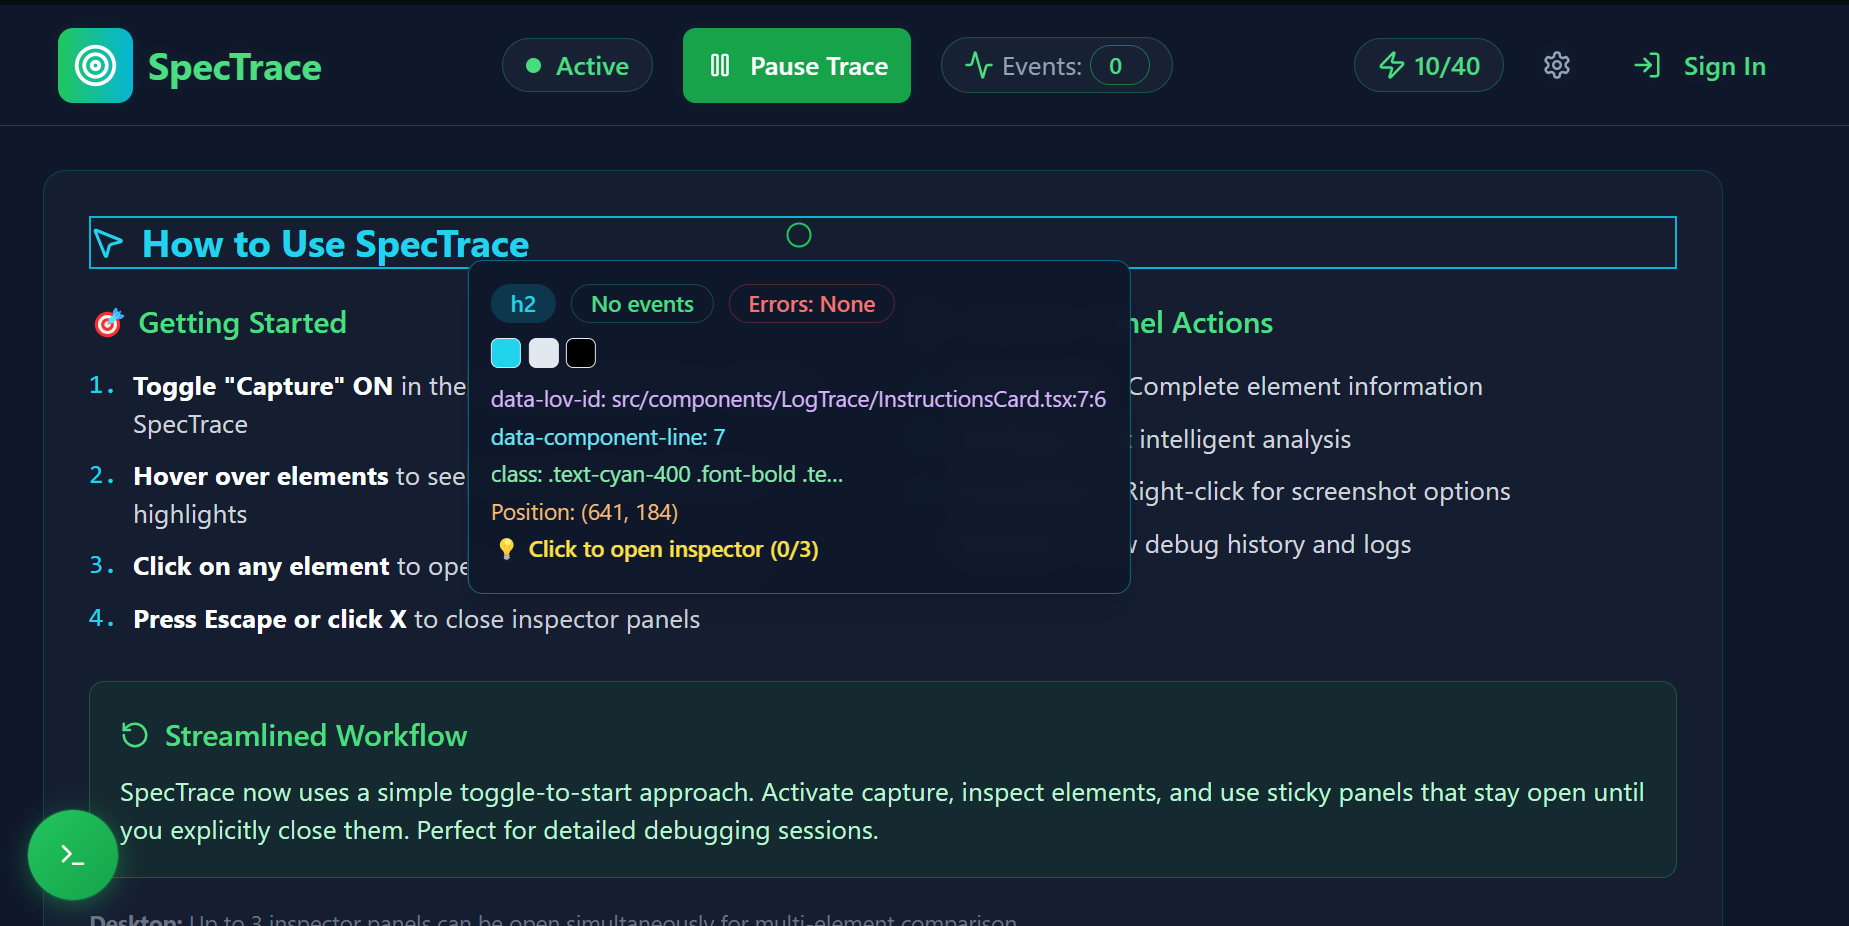 SpecTrace
Active
Pause Trace
Events: 0
10/40
Sign In
How to Use SpecTrace
h2
No events
Errors: None
data-lov-id: src/components/LogTrace/InstructionsCard.tsx:7:6
data-component-line: 7
class: .text-cyan-400 .font-bold .te...
Position: (641, 184)
💡 Click to open inspector (0/3)
🎯 Getting Started
1. Toggle "Capture" ON in the
SpecTrace
2. Hover over elements to see
highlights
3. Click on any element to ope
4. Press Escape or click X to close inspector panels
nel Actions
Complete element information
intelligent analysis
Right-click for screenshot options
debug history and logs
Streamlined Workflow
SpecTrace now uses a simple toggle-to-start approach. Activate capture, inspect elements, and use sticky panels that stay open until
you explicitly close them. Perfect for detailed debugging sessions.
Desktop: Up to 3 inspector panels can be open simultaneously for multi-element comparison